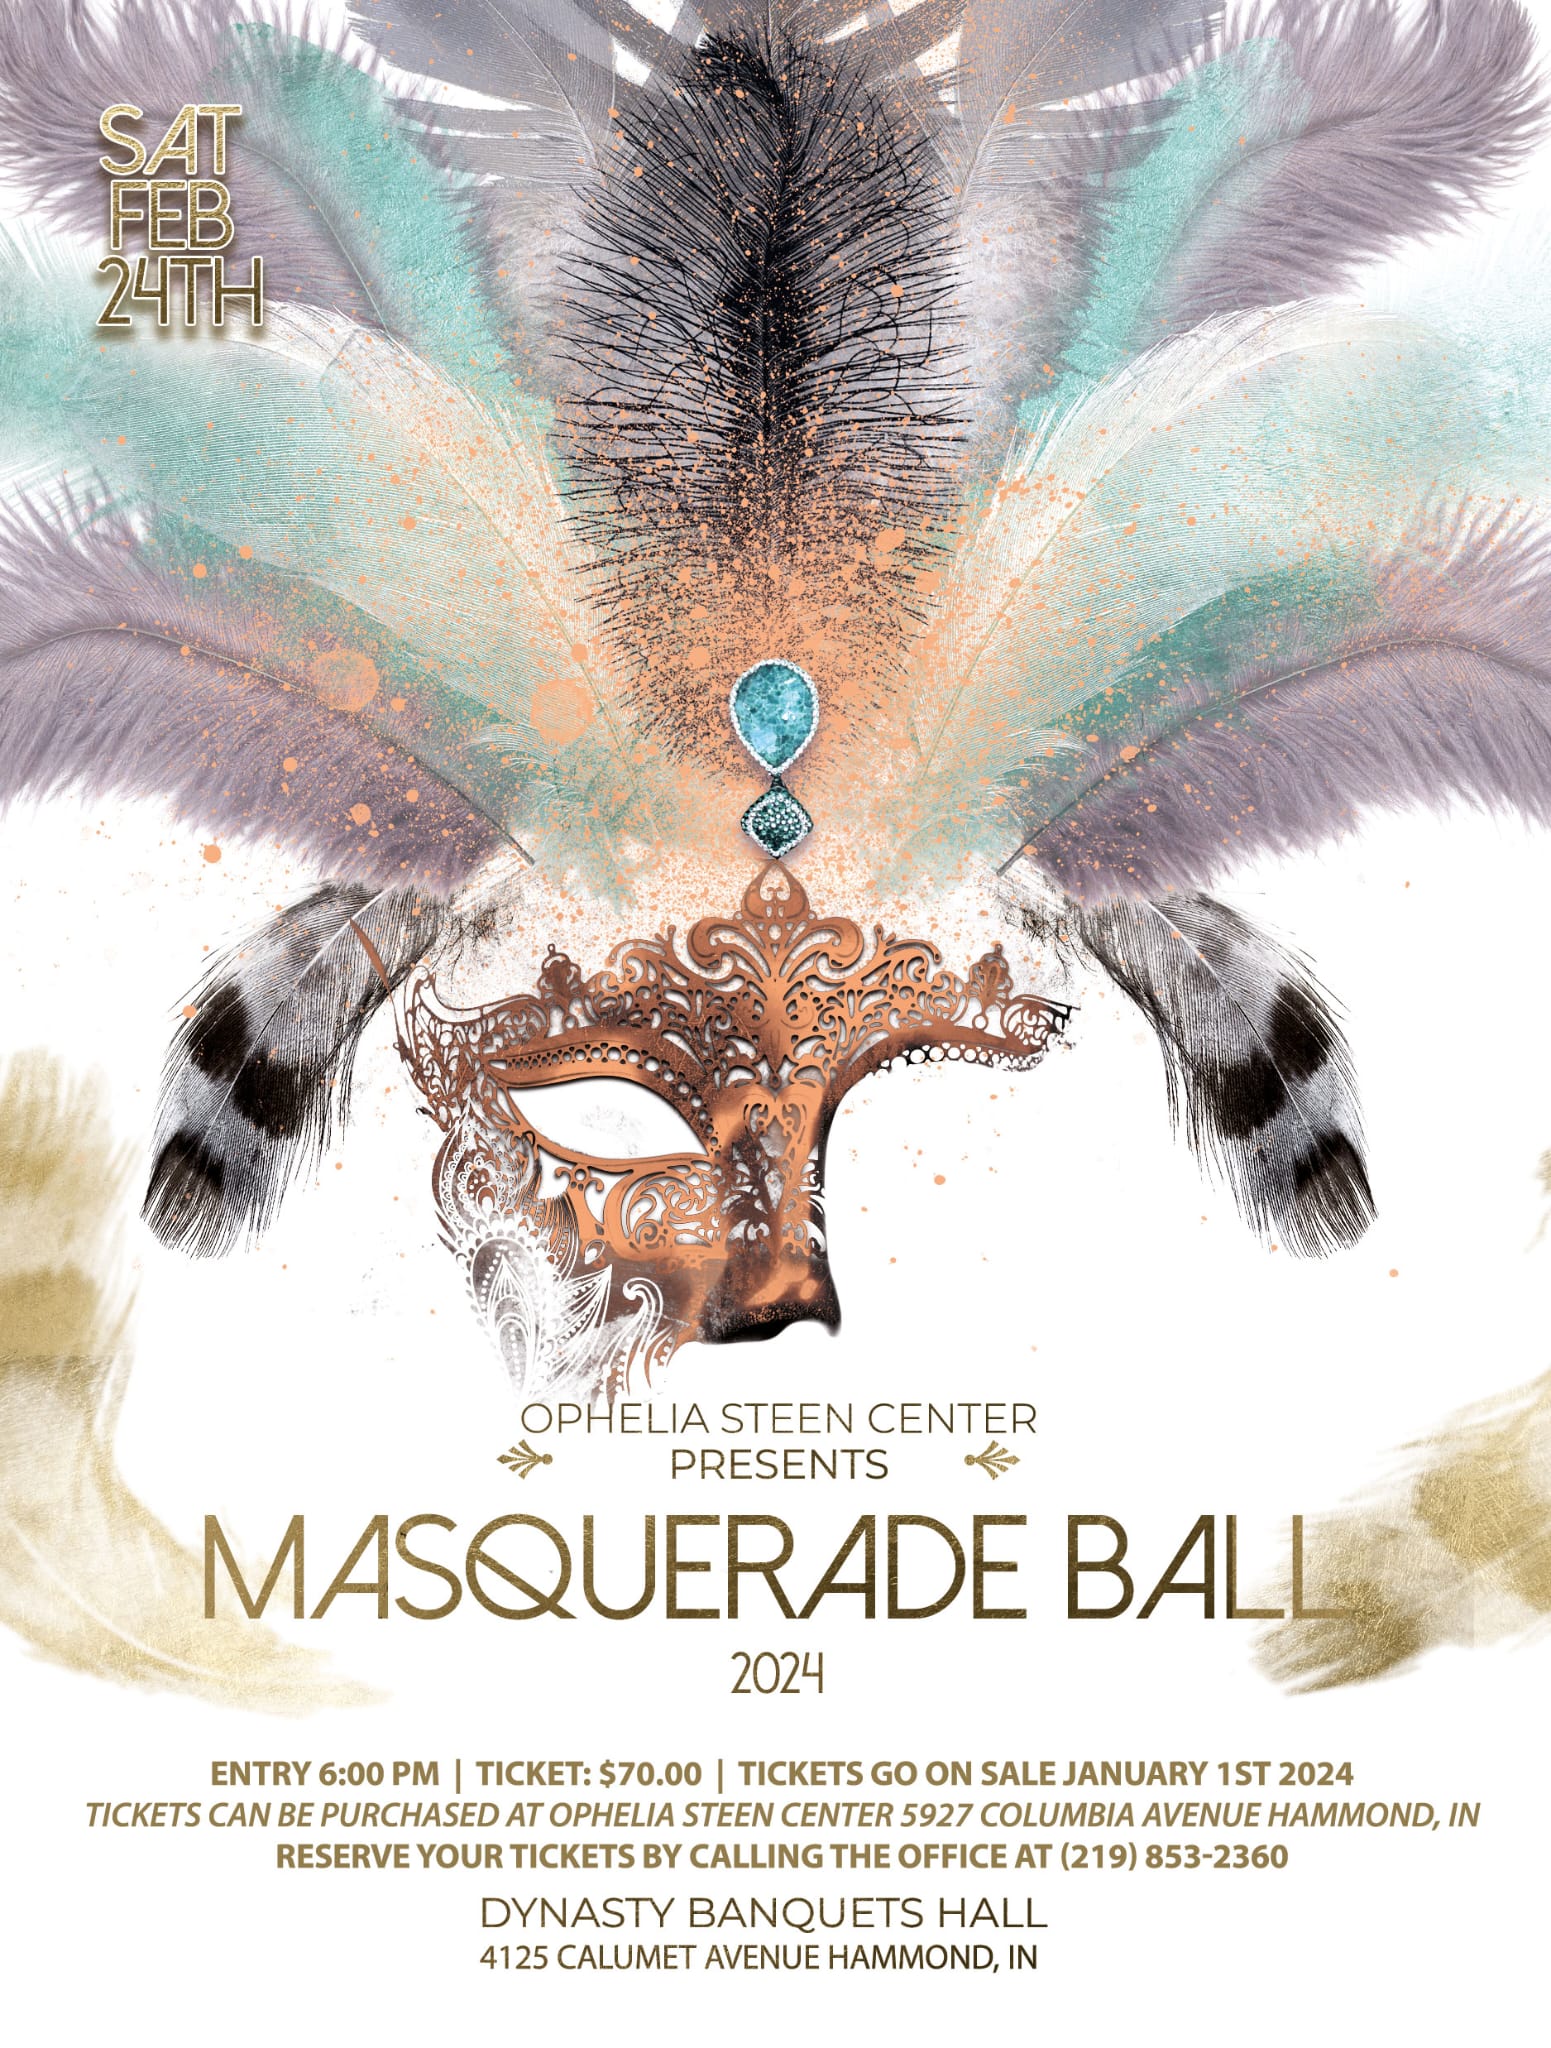 SAT
FEB
24TH
OPHELIA STEEN CENTER
PRESENTS
MASQUERADE BALL
2024
ENTRY 6:00 PM | TICKET: $70.00 | TICKETS GO ON SALE JANUARY 1ST 2024
TICKETS CAN BE PURCHASED AT OPHELIA STEEN CENTER 5927 COLUMBIA AVENUE HAMMOND, IN
RESERVE YOUR TICKETS BY CALLING THE OFFICE AT (219) 853-2360
DYNASTY BANQUETS HALL
4125 CALUMET AVENUE HAMMOND, IN